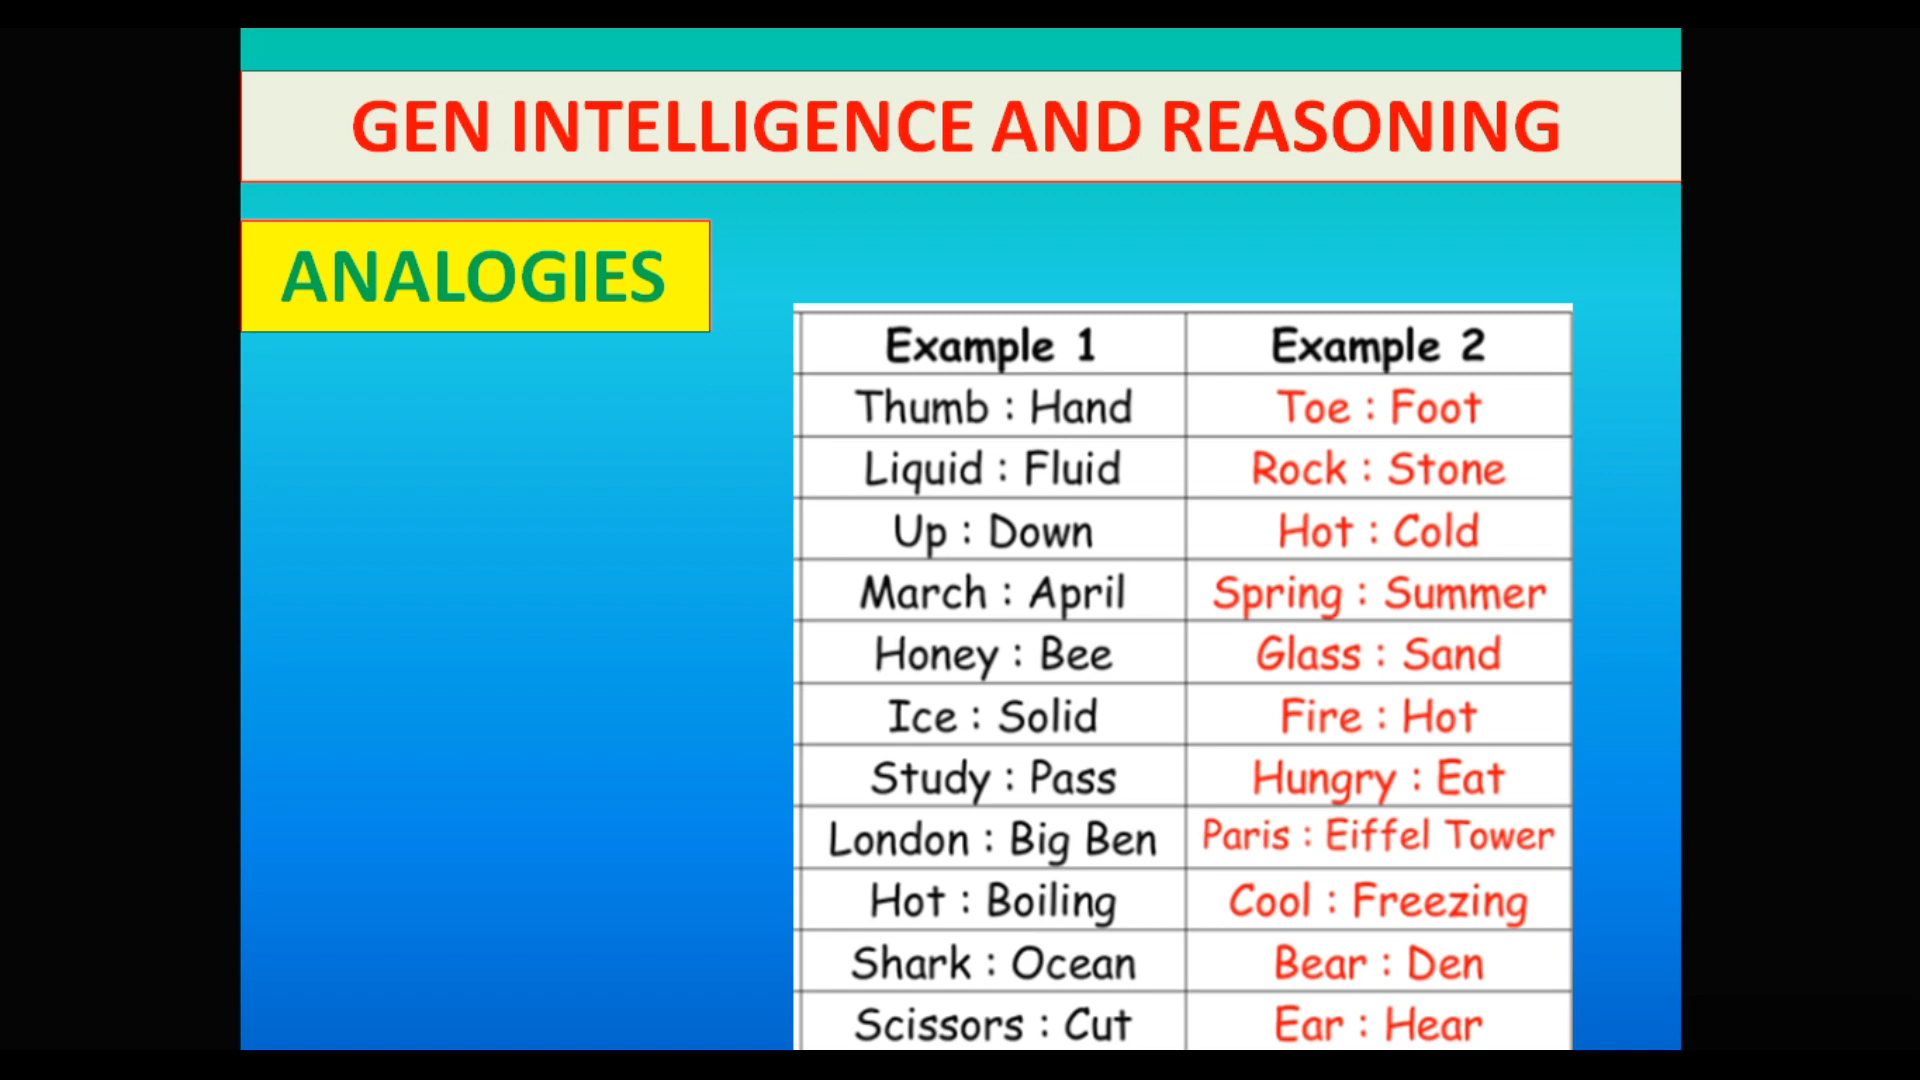 GEN INTELLIGENCE AND REASONING
ANALOGIES
Example 1 Example 2
Thumb : Hand Toe : Foot
Liquid : Fluid Rock : Stone
Up : Down Hot : Cold
March : April Spring : Summer
Honey : Bee Glass : Sand
Ice : Solid Fire : Hot
Study : Pass Hungry : Eat
London : Big Ben Paris : Eiffel Tower
Hot : Boiling Cool : Freezing
Shark : Ocean Bear : Den
Scissors : Cut Ear : Hear